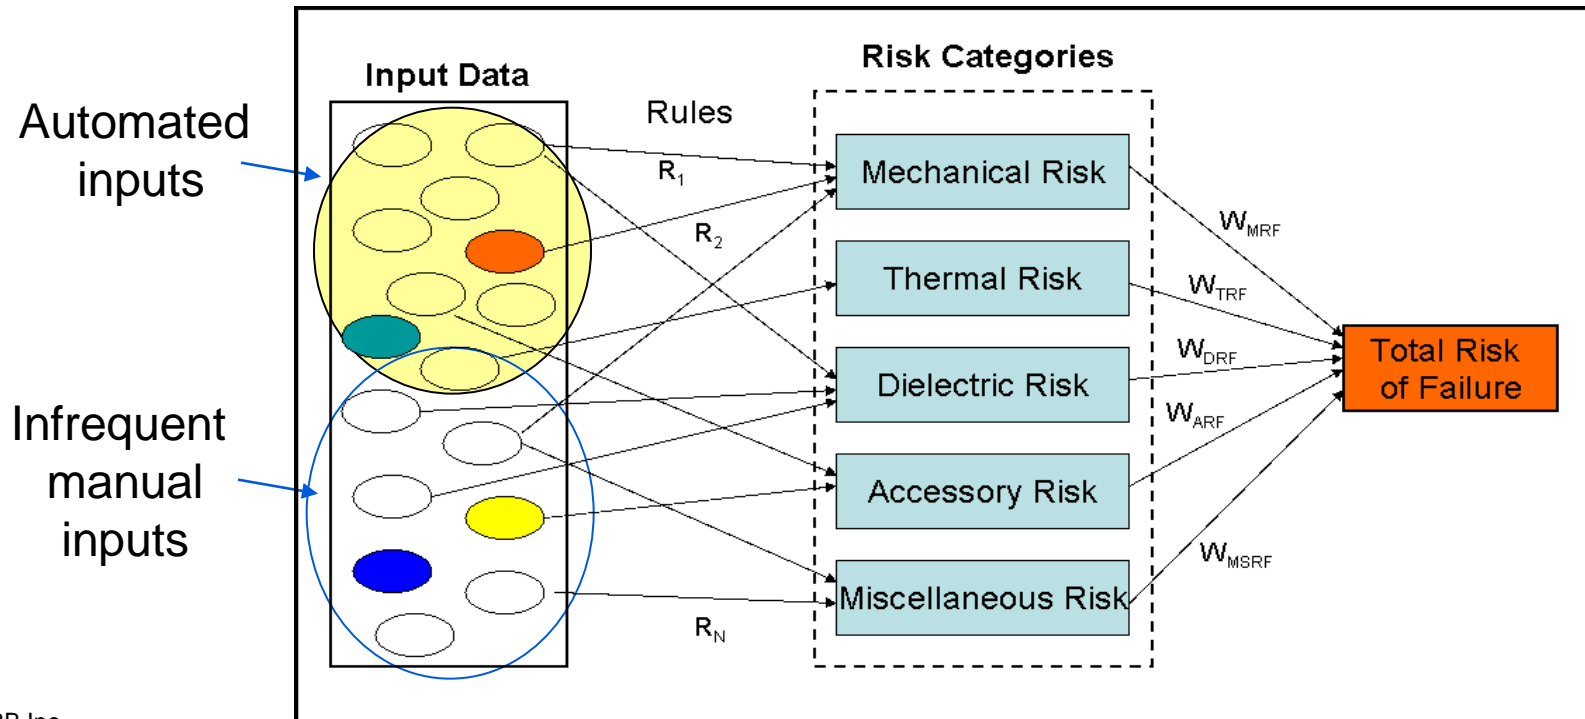 Automated
inputs
Infrequent
manual
inputs
Input Data
Rules
R1
R2
RN
Risk Categories
Mechanical Risk
Thermal Risk
Dielectric Risk
Accessory Risk
Miscellaneous Risk
WMRF
WTRF
WDRF
WARF
WMSRF
Total Risk
of Failure